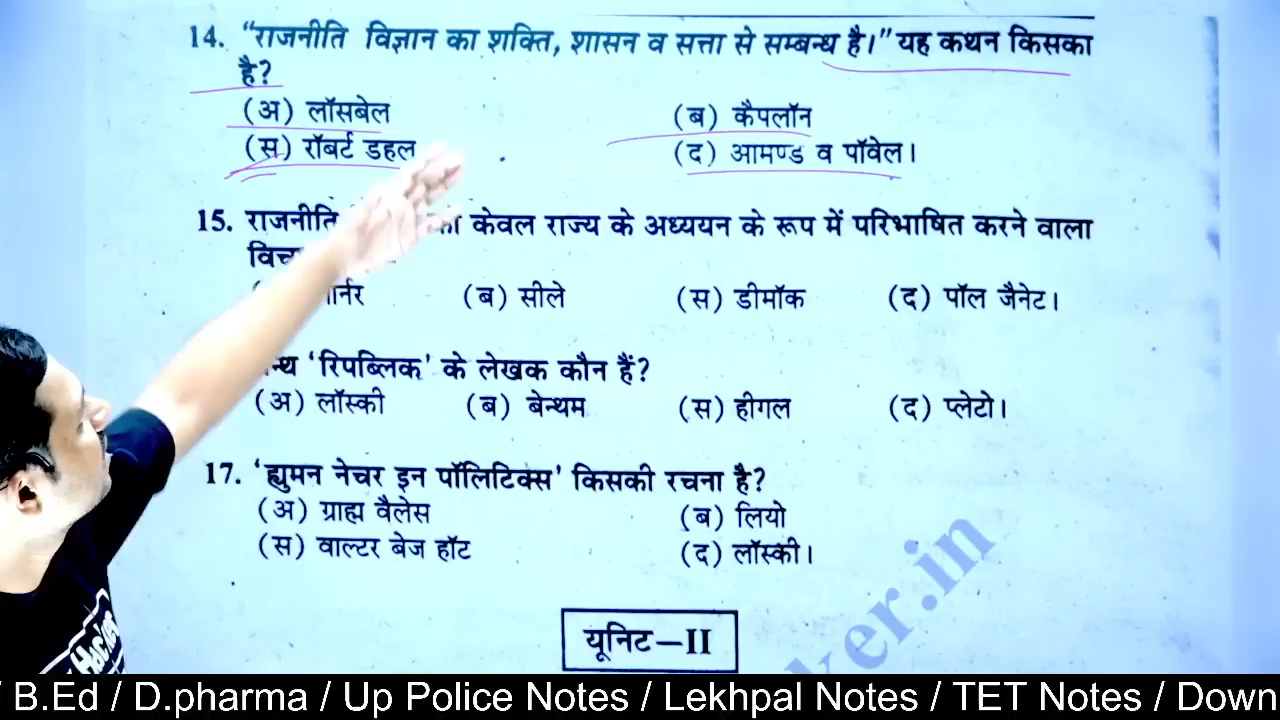 14. “राजनीति विज्ञान का शक्ति, शासन व सत्ता से सम्बन्ध है।” यह कथन किसका
है?
(अ) लॉसबेल (ब) कैपलॉन
(स) रॉबर्ट डहल (द) आमण्ड व पॉवेल।
15. राजनीति केवल राज्य के अध्ययन के रूप में परिभाषित करने वाला
(ब) सीले (स) डीमॉक (द) पॉल जैनेट।
‘रिपब्लिक’ के लेखक कौन हैं?
(अ) लॉस्की (ब) बेन्थम (स) हीगल (द) प्लेटो।
17. ‘ह्युमन नेचर इन पॉलिटिक्स’ किसकी रचना है?
(अ) ग्राह्म वैलेस (ब) लियो
(स) वाल्टर बेज हॉट (द) लॉस्की।
यूनिट–II
ker.in
/ B.Ed / D.pharma / Up Police Notes / Lekhpal Notes / TET Notes / Down